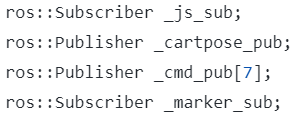 ros::Subscriber _js_sub;
ros::Publisher _cartpose_pub;
ros::Publisher _cmd_pub[7];
ros::Subscriber _marker_sub;